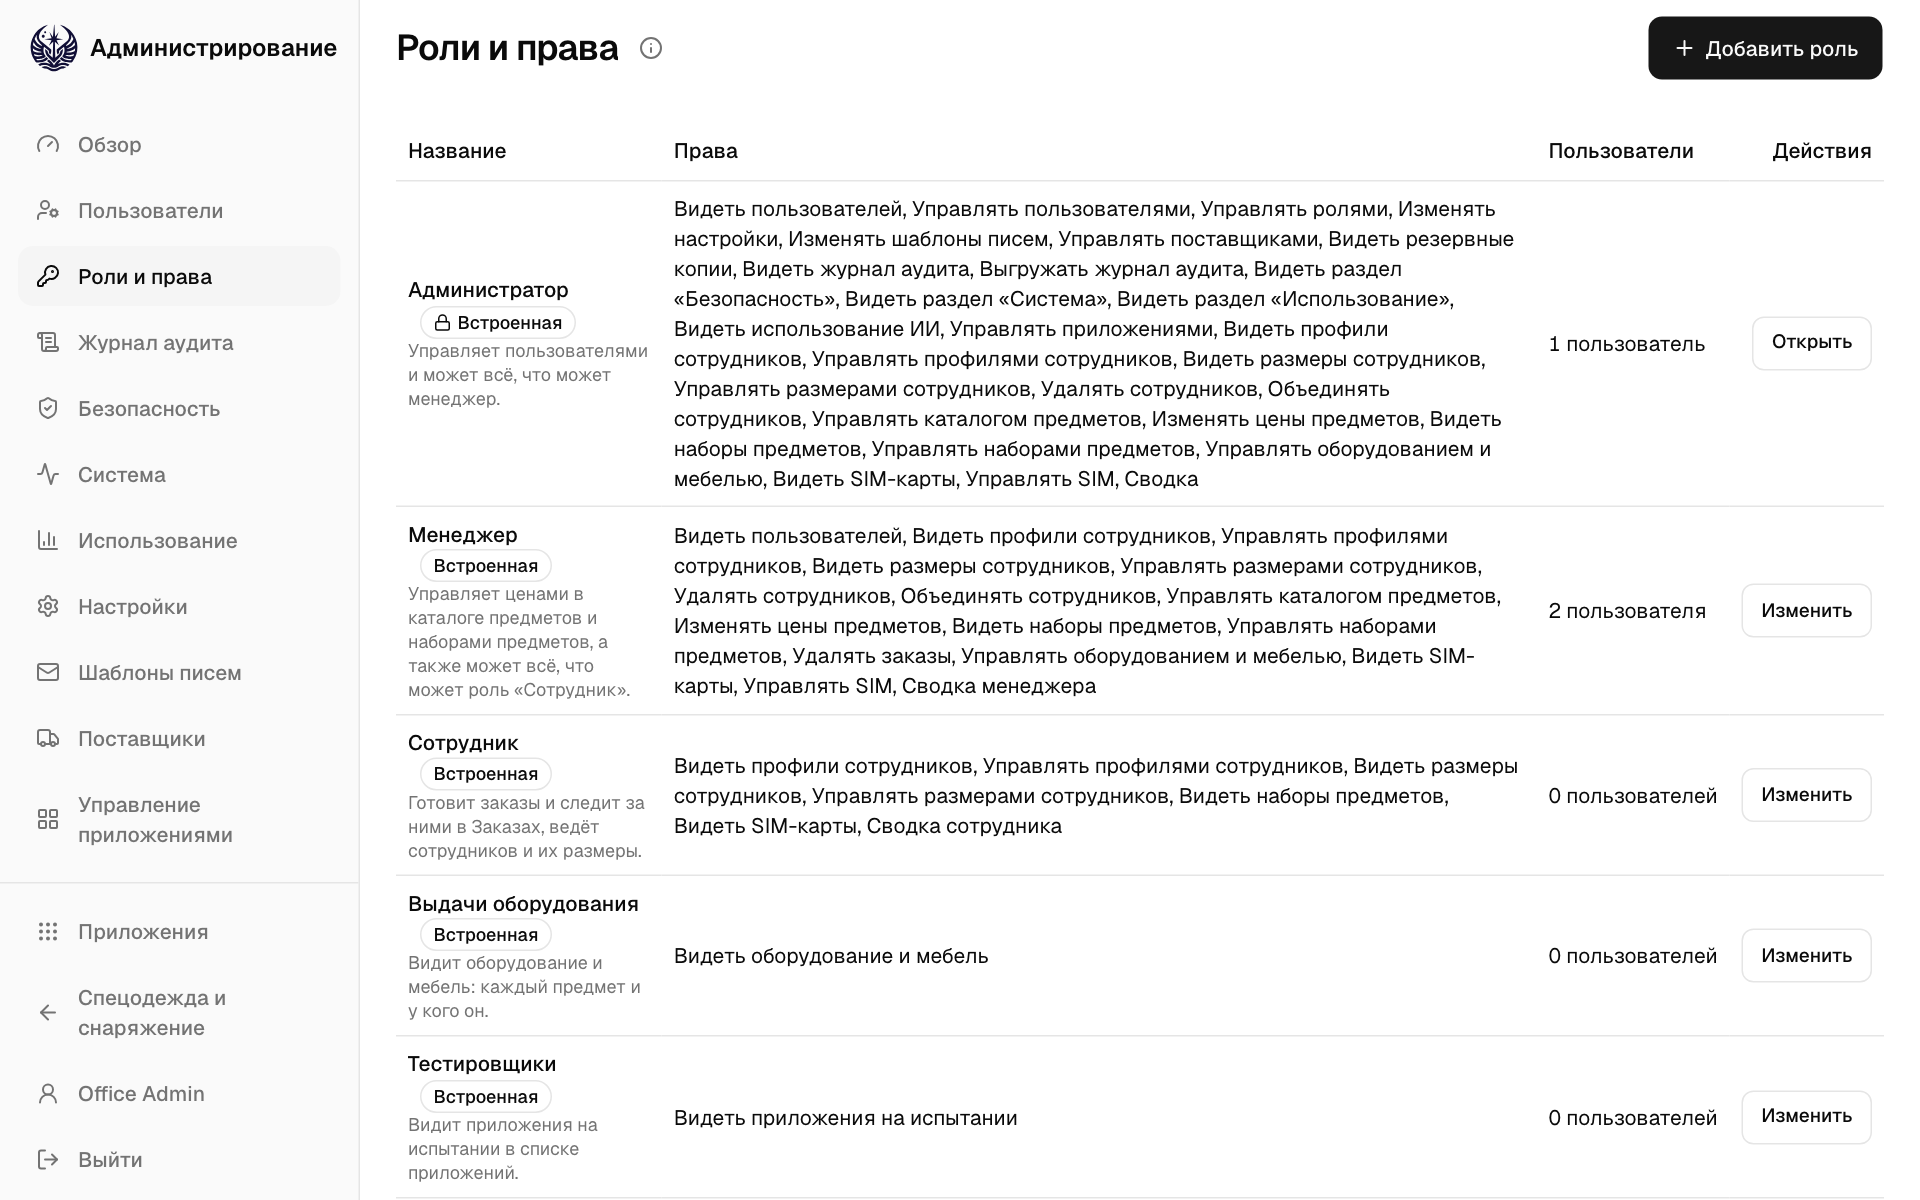 Администрирование
Обзор
Пользователи
Роли и права
Журнал аудита
Безопасность
Система
Использование
Настройки
Шаблоны писем
Поставщики
Управление
приложениями
Приложения
Спецодежда и
снаряжение
Office Admin
Выйти
Роли и права
Добавить роль
Название
Права
Пользователи
Действия
Администратор
Встроенная
Управляет пользователями
и может всё, что может
менеджер.
Видеть пользователей, Управлять пользователями, Управлять ролями, Изменять
настройки, Изменять шаблоны писем, Управлять поставщиками, Видеть резервные
копии, Видеть журнал аудита, Выгружать журнал аудита, Видеть раздел
«Безопасность», Видеть раздел «Система», Видеть раздел «Использование»,
Видеть использование ИИ, Управлять приложениями, Видеть профили
сотрудников, Управлять профилями сотрудников, Видеть размеры сотрудников,
Управлять размерами сотрудников, Удалять сотрудников, Объединять
сотрудников, Управлять каталогом предметов, Изменять цены предметов, Видеть
наборы предметов, Управлять наборами предметов, Управлять оборудованием и
мебелью, Видеть SIM-карты, Управлять SIM, Сводка
1 пользователь
Открыть
Менеджер
Встроенная
Управляет ценами в
каталоге предметов и
наборами предметов, а
также может всё, что
может роль «Сотрудник».
Видеть пользователей, Видеть профили сотрудников, Управлять профилями
сотрудников, Видеть размеры сотрудников, Управлять размерами сотрудников,
Удалять сотрудников, Объединять сотрудников, Управлять каталогом предметов,
Изменять цены предметов, Видеть наборы предметов, Управлять наборами
предметов, Удалять заказы, Управлять оборудованием и мебелью, Видеть SIM-
карты, Управлять SIM, Сводка менеджера
2 пользователя
Изменить
Сотрудник
Встроенная
Готовит заказы и следит за
ними в Заказах, ведёт
сотрудников и их размеры.
Видеть профили сотрудников, Управлять профилями сотрудников, Видеть размеры
сотрудников, Управлять размерами сотрудников, Видеть наборы предметов,
Видеть SIM-карты, Сводка сотрудника
0 пользователей
Изменить
Выдачи оборудования
Встроенная
Видит оборудование и
мебель: каждый предмет и
у кого он.
Видеть оборудование и мебель
0 пользователей
Изменить
Тестировщики
Встроенная
Видит приложения на
испытании в списке
приложений.
Видеть приложения на испытании
0 пользователей
Изменить